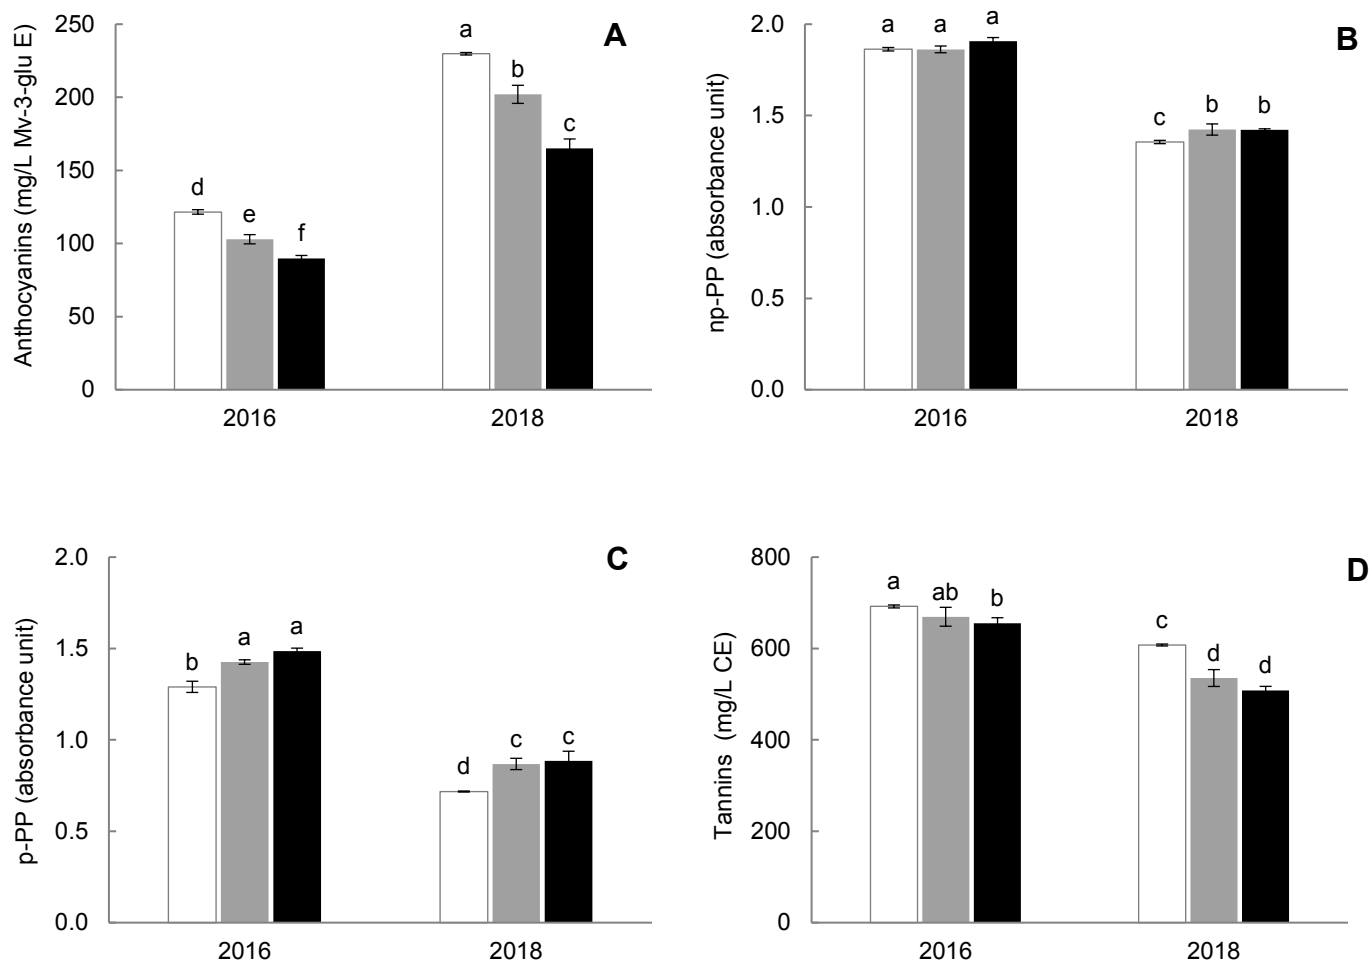 A
Anthocyanins (mg/L Mv-3-glu E)
250
200
150
100
50
0
d
e
f
a
b
c
2016
2018
B
np-PP (absorbance unit)
2.0
1.5
1.0
0.5
0.0
a
a
a
c
b
b
2016
2018
C
p-PP (absorbance unit)
2.0
1.5
1.0
0.5
0.0
b
a
a
d
c
c
2016
2018
D
Tannins (mg/L CE)
800
600
400
200
0
a
ab
b
c
d
d
2016
2018